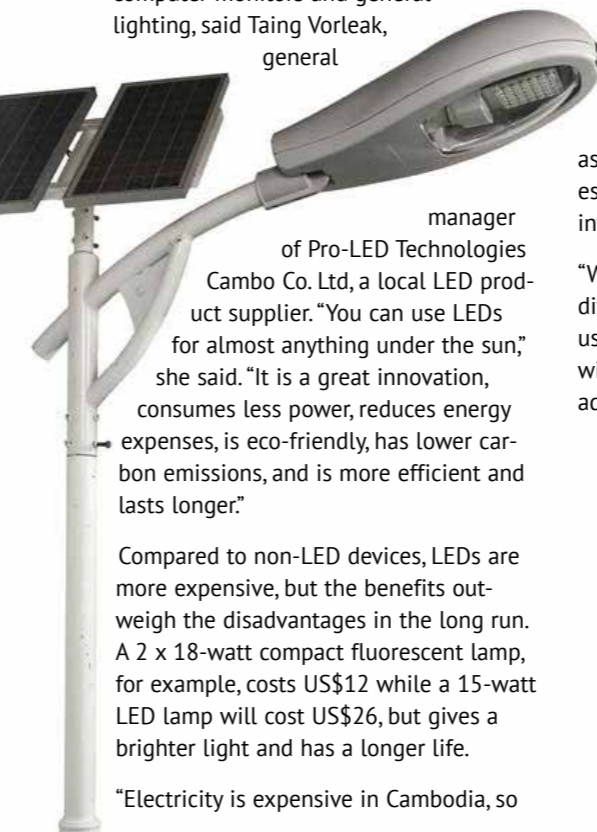 lighting, said Taing Vorleak,
general
manager
of Pro-LED Technologies
Cambo Co. Ltd, a local LED prod-
uct supplier. “You can use LEDs
for almost anything under the sun,”
she said. “It is a great innovation,
consumes less power, reduces energy
expenses, is eco-friendly, has lower car-
bon emissions, and is more efficient and
lasts longer.”
Compared to non-LED devices, LEDs are
more expensive, but the benefits out-
weigh the disadvantages in the long run.
A 2 x 18-watt compact fluorescent lamp,
for example, costs US$12 while a 15-watt
LED lamp will cost US$26, but gives a
brighter light and has a longer life.
“Electricity is expensive in Cambodia, so